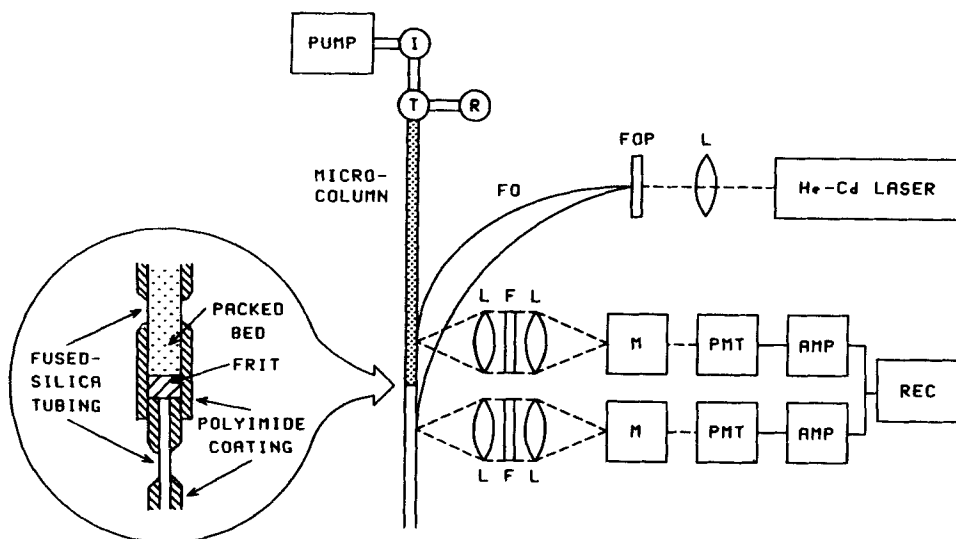 PUMP
I
T
R
MICRO-
COLUMN
FO
FOP
L
He-Cd LASER
L F L
M
PMT
AMP
REC
M
PMT
AMP
L F L
PACKED
BED
FRIT
FUSED-
SILICA
TUBING
POLYIMIDE
COATING